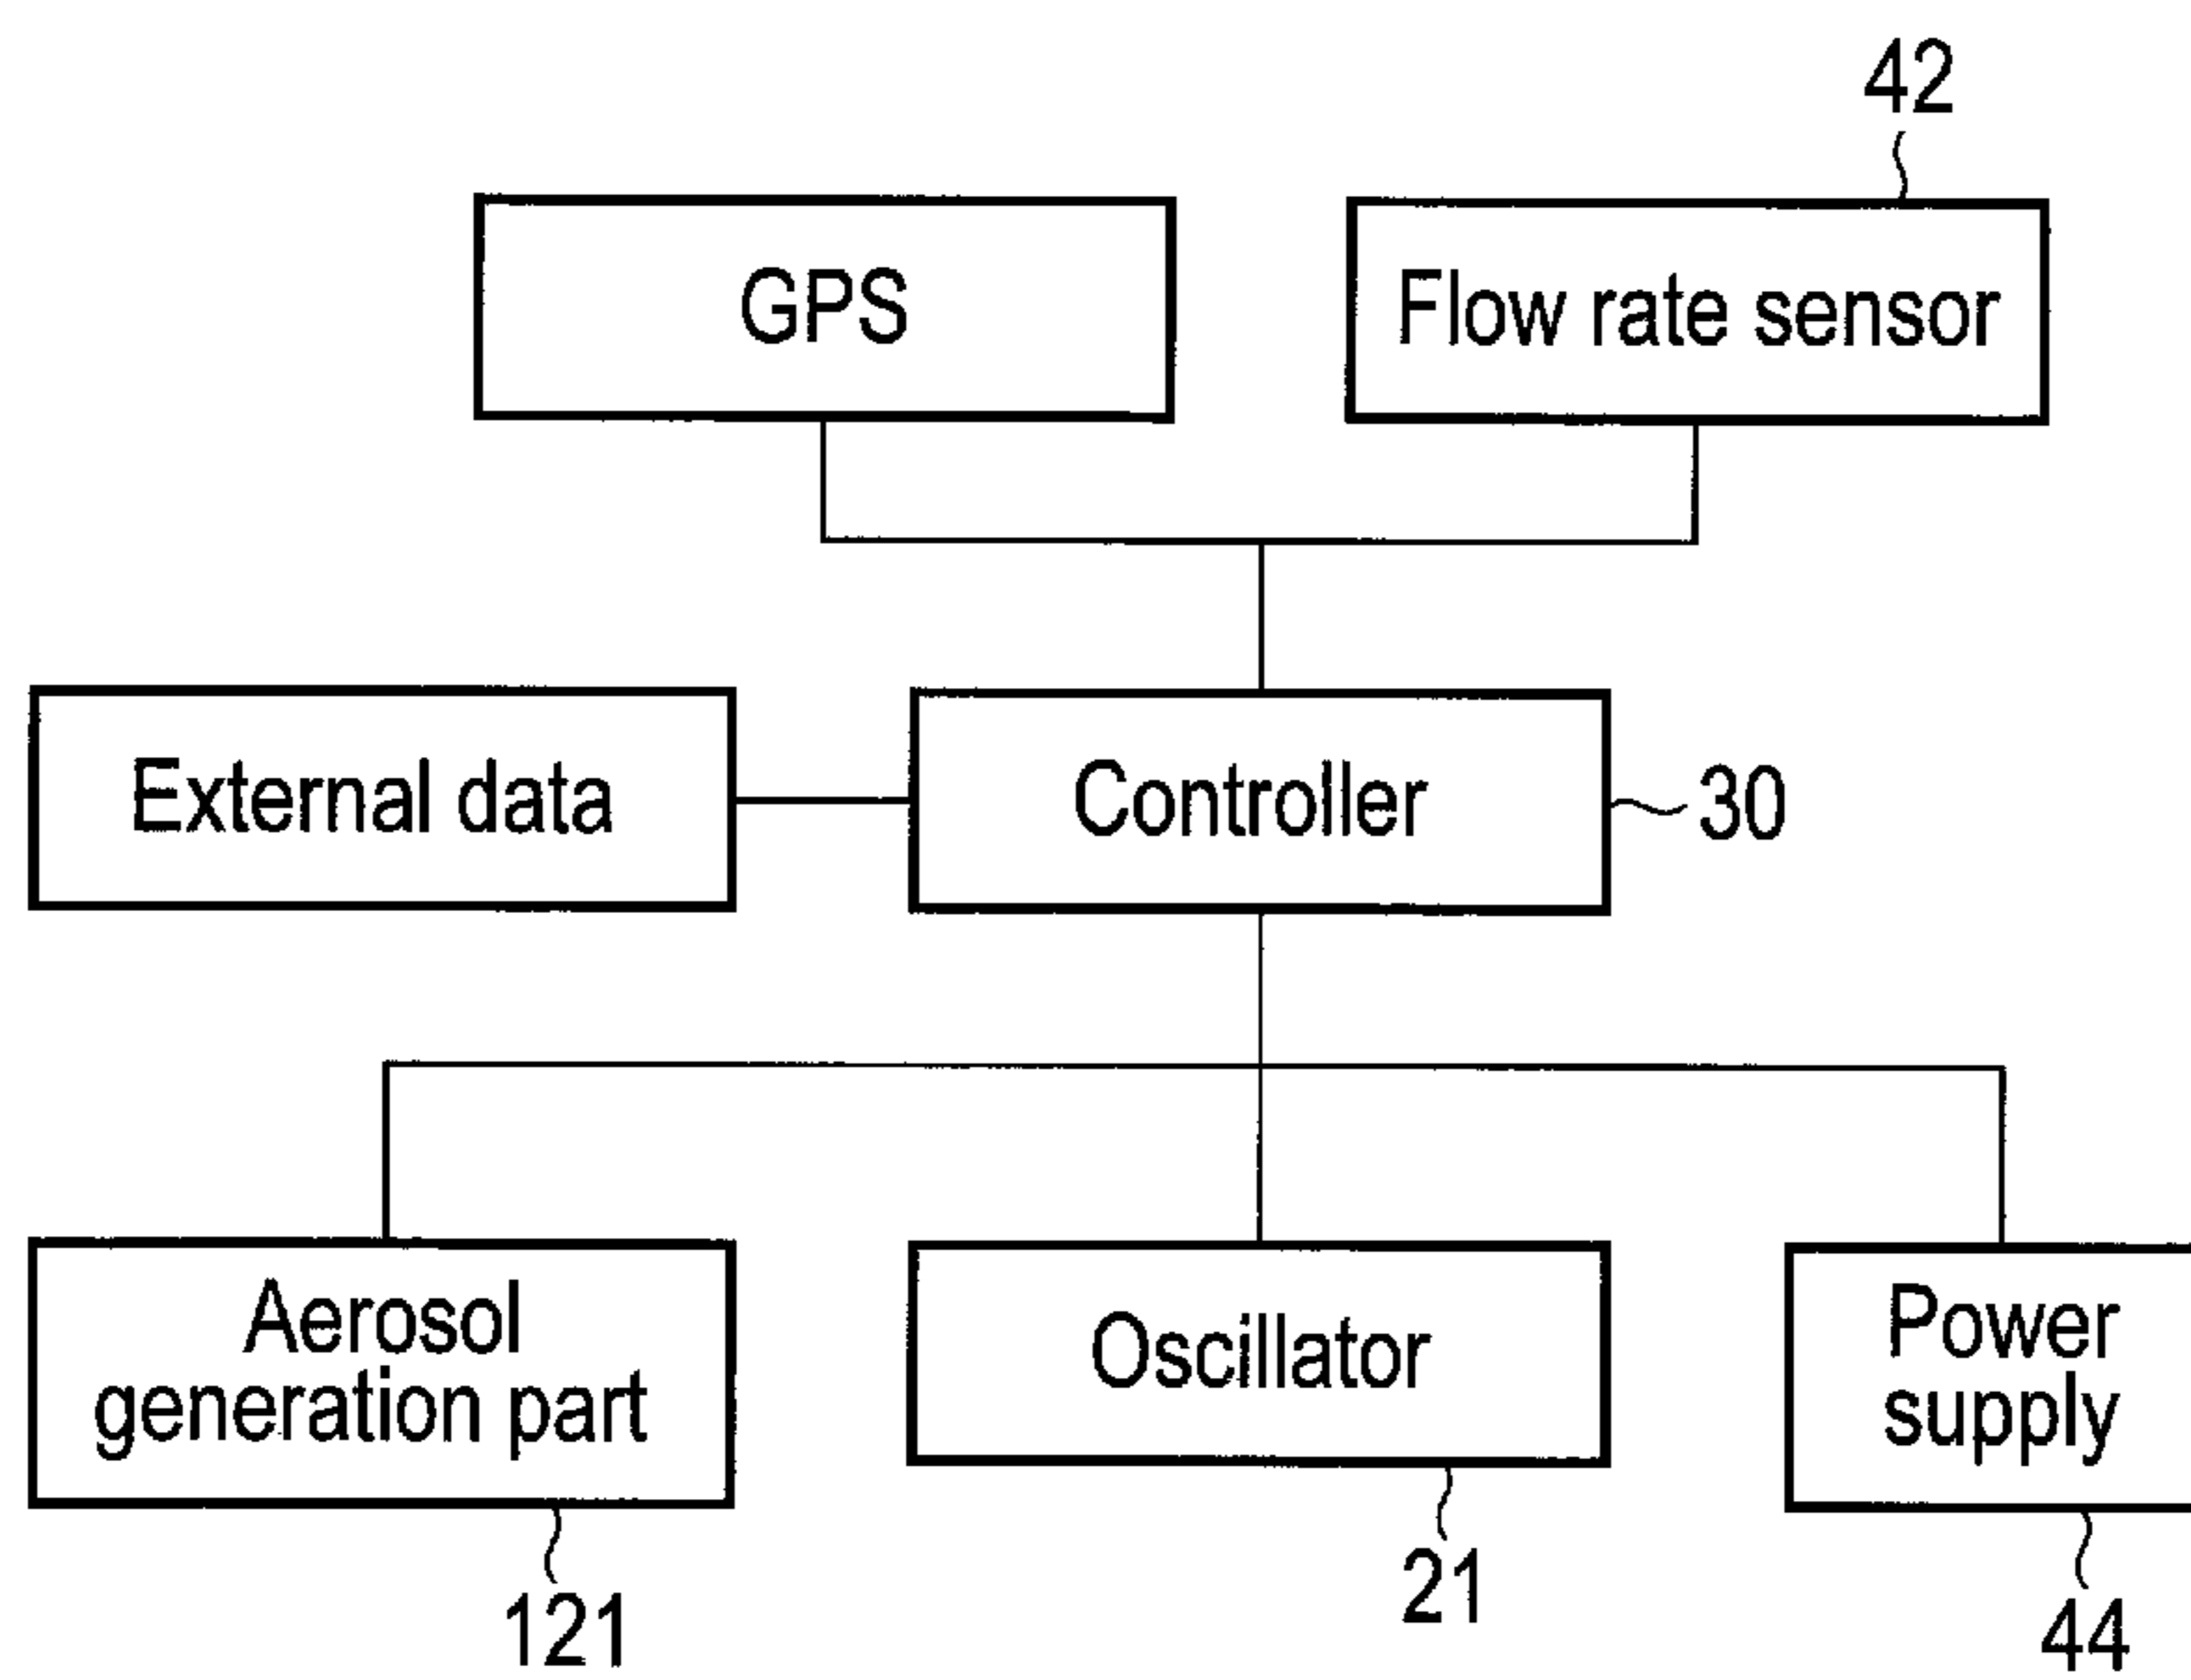 42
GPS
Flow rate sensor
External data
Controller
30
Aerosol
generation part
Oscillator
Power
supply
121
21
44